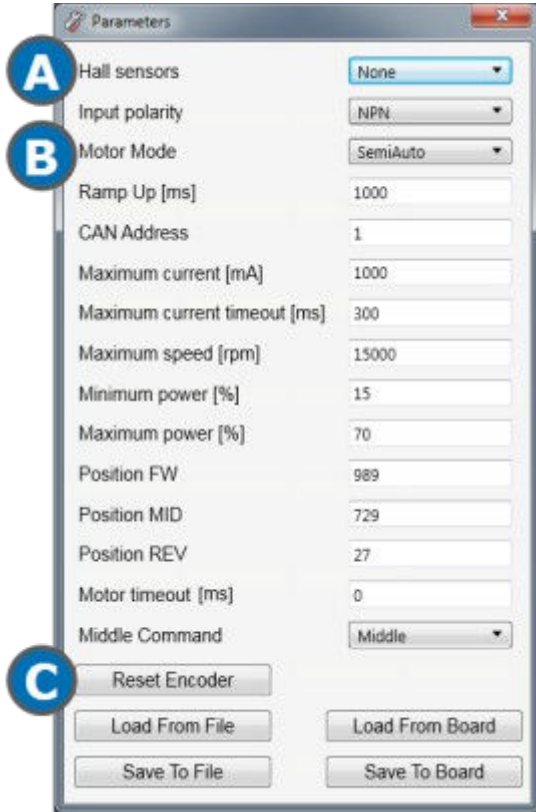 Parameters
A
Hall sensors None
Input polarity NPN
B
Motor Mode SemiAuto
Ramp Up [ms] 1000
CAN Address 1
Maximum current [mA] 1000
Maximum current timeout [ms] 300
Maximum speed [rpm] 15000
Minimum power [%] 15
Maximum power [%] 70
Position FW 989
Position MID 729
Position REV 27
Motor timeout [ms] 0
Middle Command Middle
C
Reset Encoder
Load From File Load From Board
Save To File Save To Board